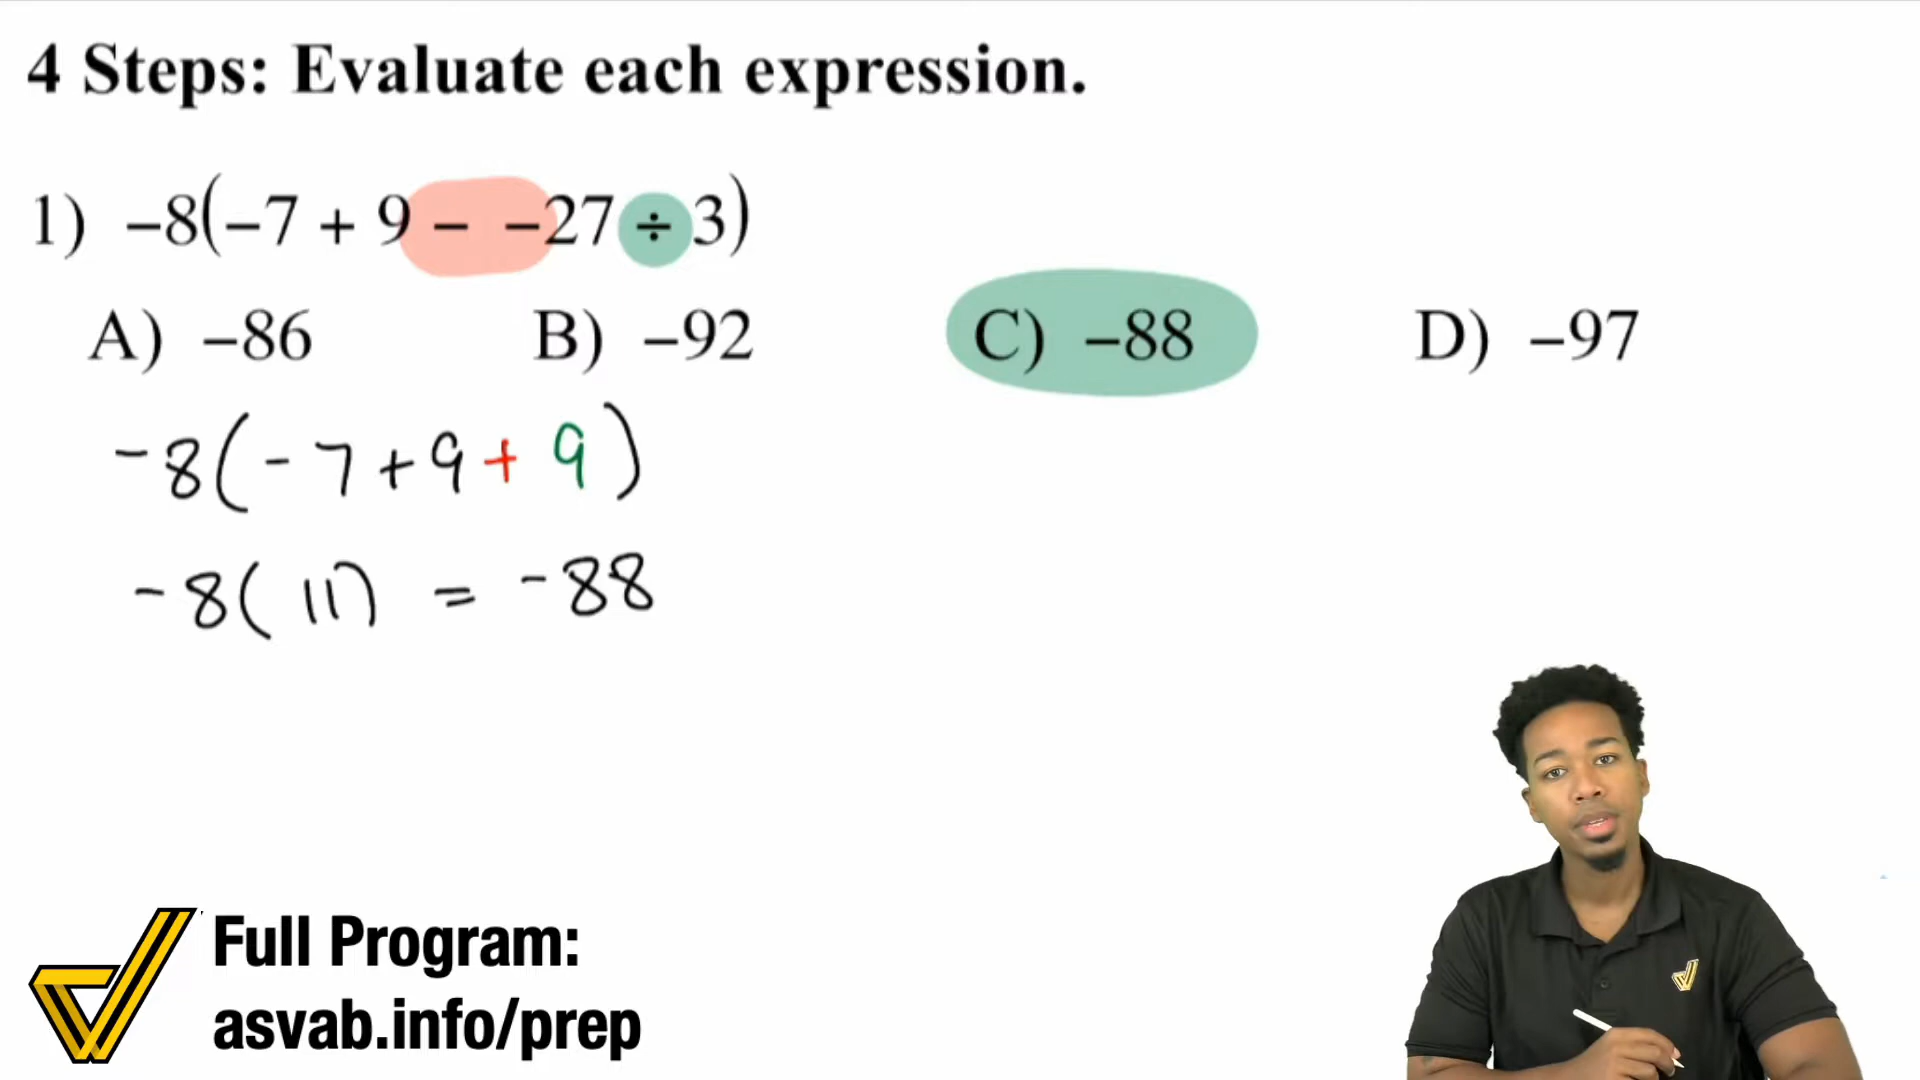 4 Steps: Evaluate each expression.
1) −8(−7 + 9 − −27 ÷ 3)
A) −86 B) −92 C) −88 D) −97
-8(-7+9+9)
-8(11) = -88
Full Program:
asvab.info/prep